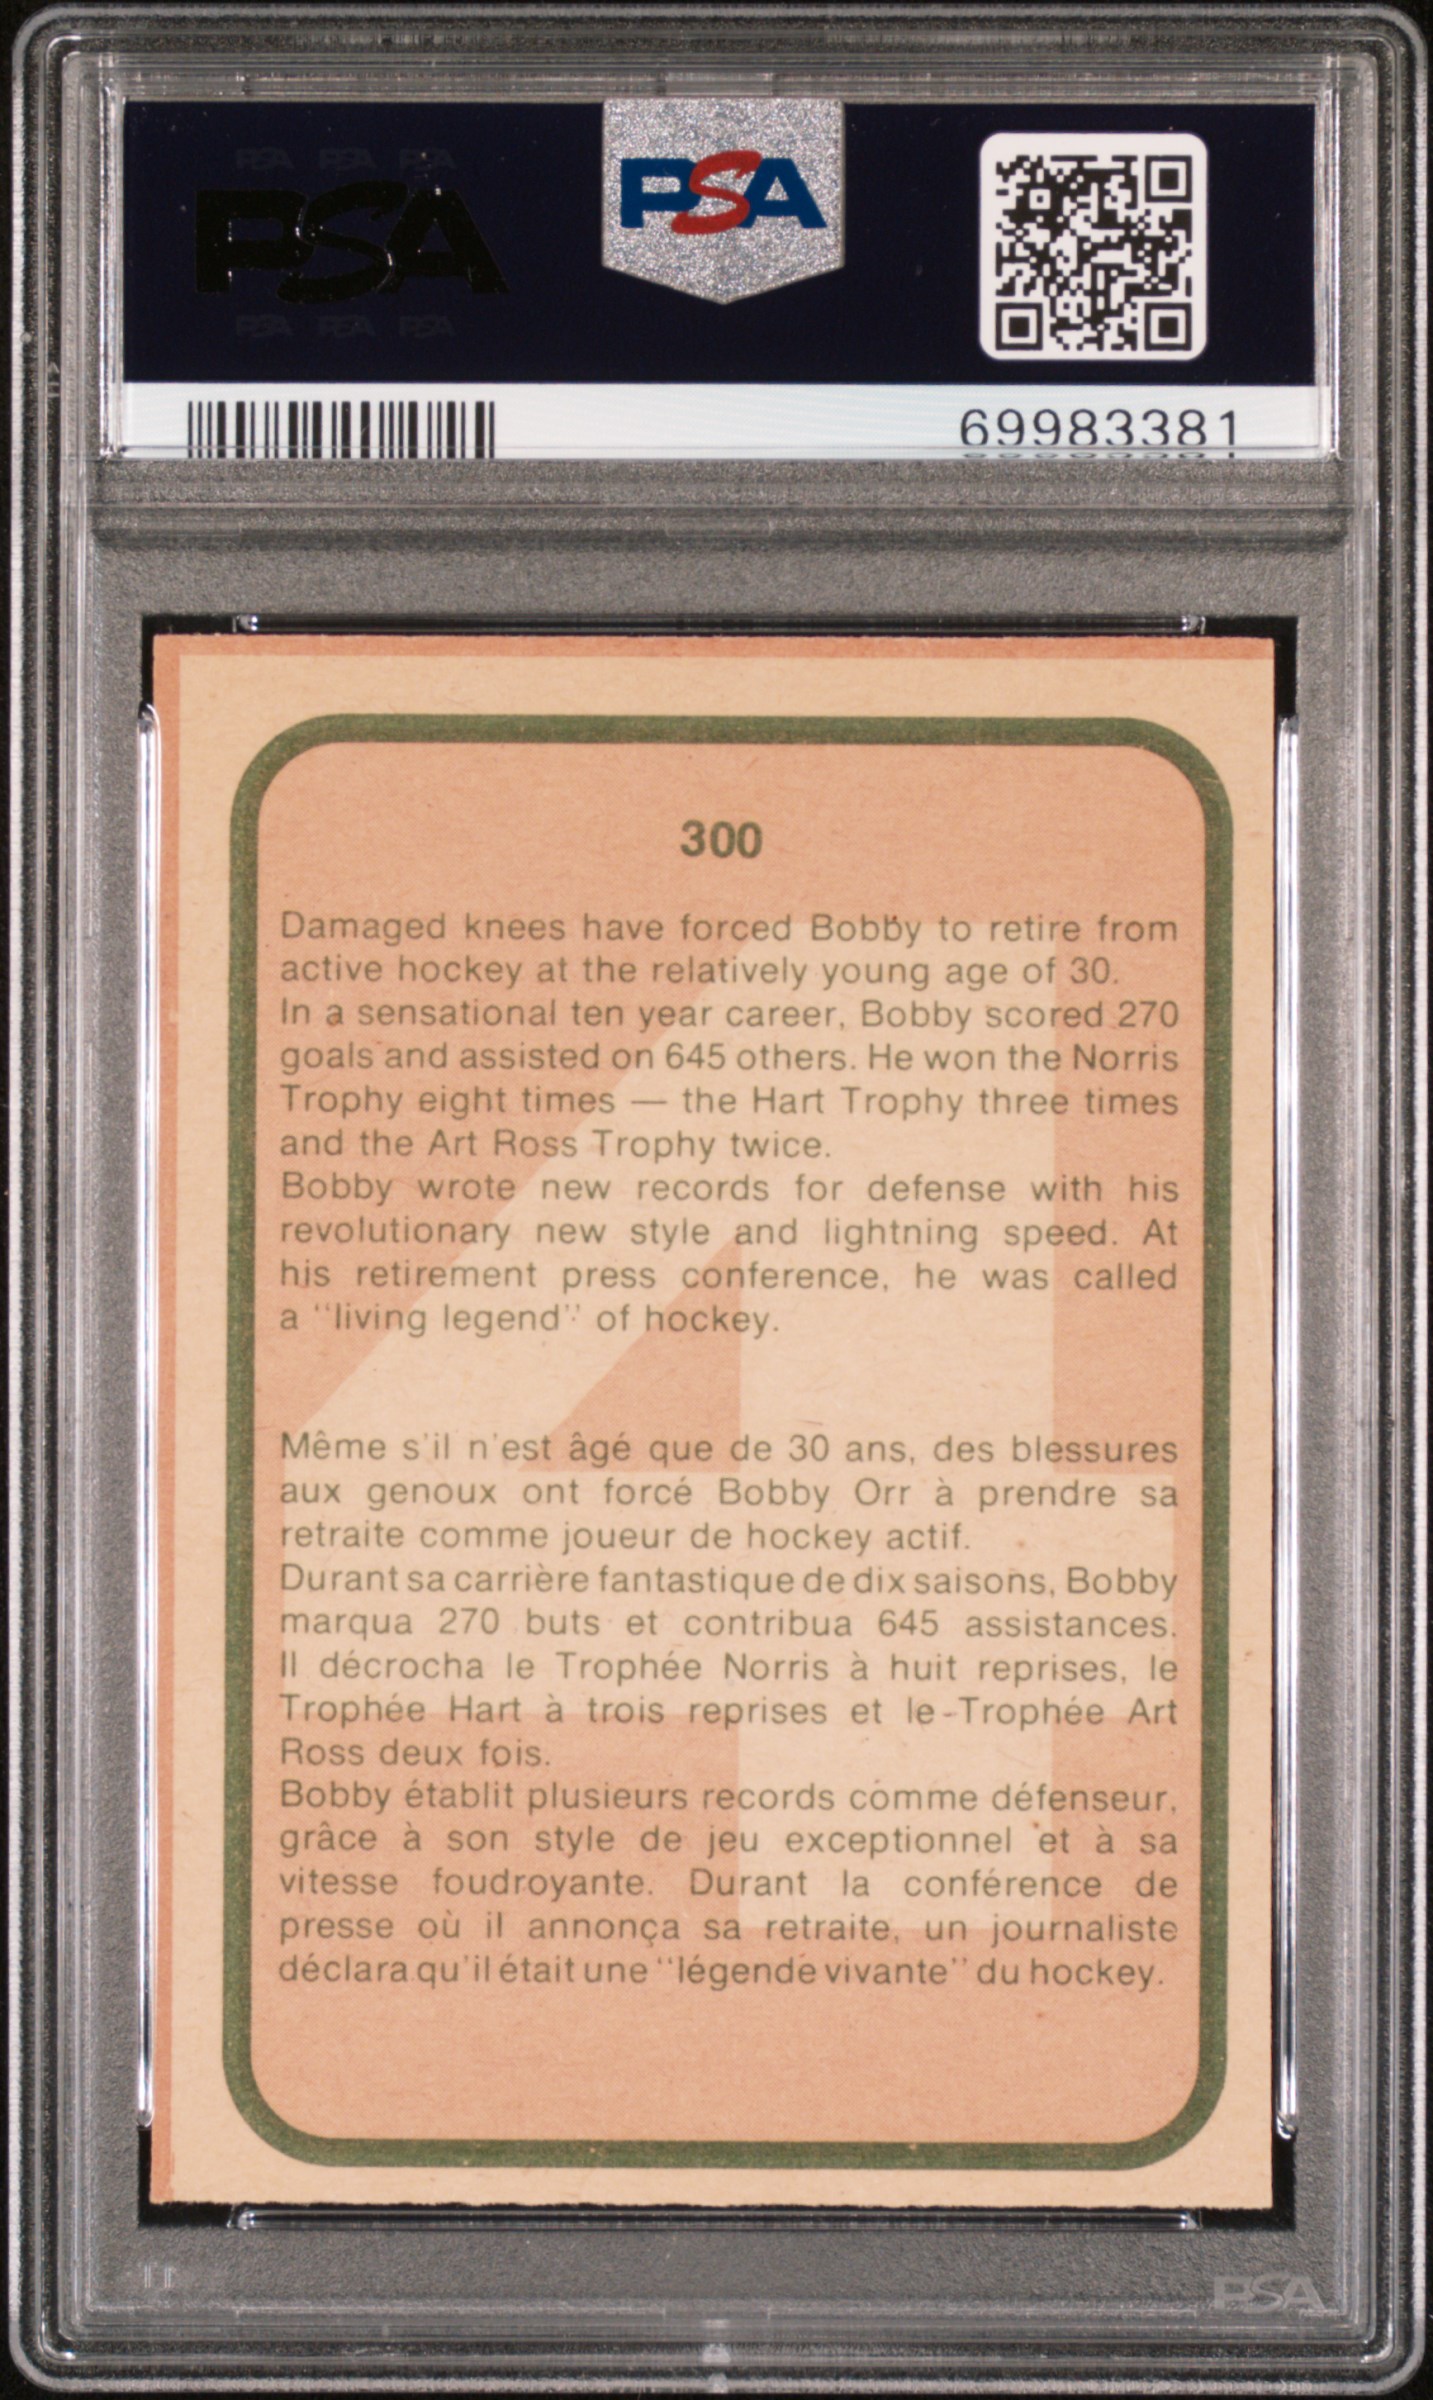 PSA PSA PSA
PSA
PSA PSA PSA
PSA
69983381
300
Damaged knees have forced Bobby to retire from
active hockey at the relatively young age of 30.
In a sensational ten year career, Bobby scored 270
goals and assisted on 645 others. He won the Norris
Trophy eight times — the Hart Trophy three times
and the Art Ross Trophy twice.
Bobby wrote new records for defense with his
revolutionary new style and lightning speed. At
his retirement press conference, he was called
a "living legend" of hockey.
Même s'il n'est âgé que de 30 ans, des blessures
aux genoux ont forcé Bobby Orr à prendre sa
retraite comme joueur de hockey actif.
Durant sa carrière fantastique de dix saisons, Bobby
marqua 270 buts et contribua 645 assistances.
Il décrocha le Trophée Norris à huit reprises, le
Trophée Hart à trois reprises et le-Trophée Art
Ross deux fois.
Bobby établit plusieurs records comme défenseur,
grâce à son style de jeu exceptionnel et à sa
vitesse foudroyante. Durant la conférence de
presse où il annonça sa retraite, un journaliste
déclara qu'il était une "légende vivante" du hockey.
PSA